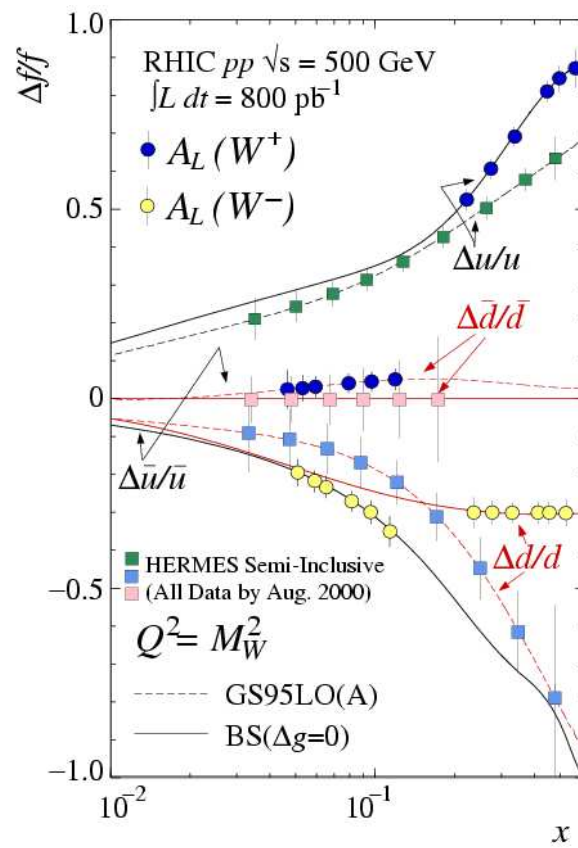 Δf/f
1.0
RHIC pp √s = 500 GeV
∫L dt = 800 pb⁻¹
A_L (W⁺)
A_L (W⁻)
0.5
Δu/u
Δd̄/d̄
0
Δū/ū
HERMES Semi-Inclusive
(All Data by Aug. 2000)
Δd/d
−0.5
Q² = M_W²
GS95LO(A)
BS(Δg=0)
−1.0
10⁻²
10⁻¹
x